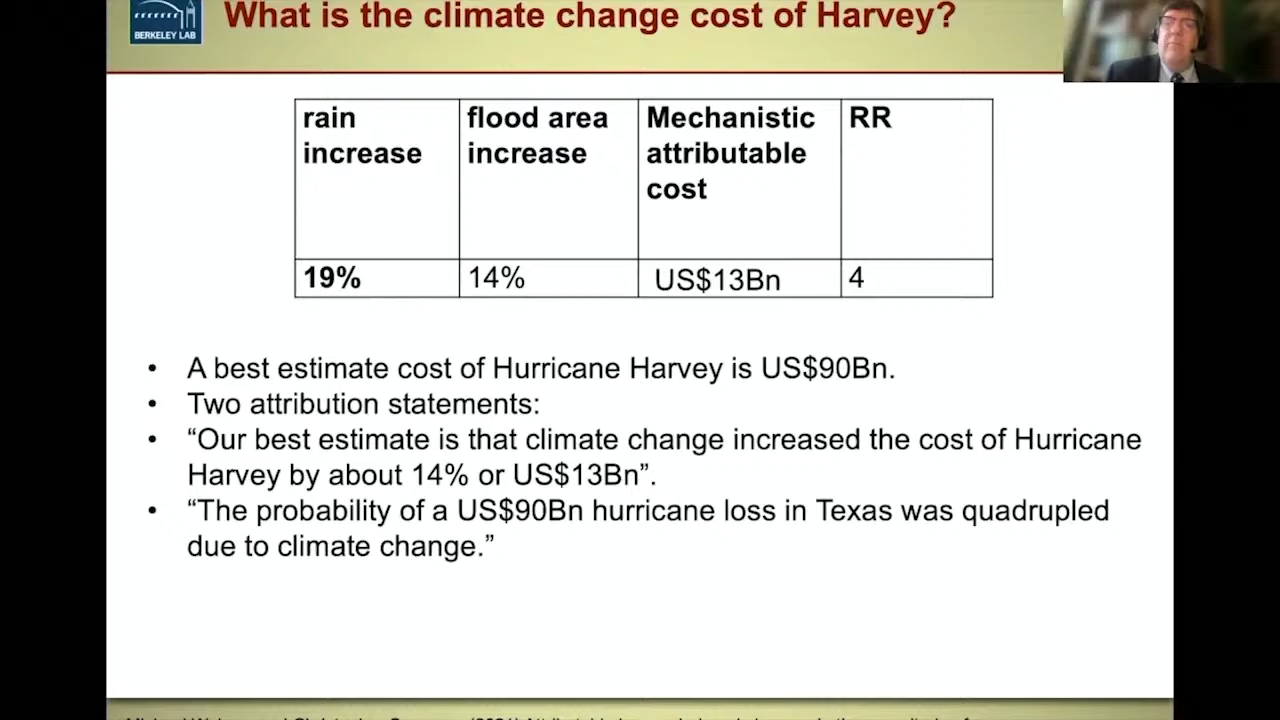 What is the climate change cost of Harvey?
BERKELEY LAB
rain increase
flood area increase
Mechanistic attributable cost
RR
19%
14%
US$13Bn
4
• A best estimate cost of Hurricane Harvey is US$90Bn.
• Two attribution statements:
• “Our best estimate is that climate change increased the cost of Hurricane
Harvey by about 14% or US$13Bn”.
• “The probability of a US$90Bn hurricane loss in Texas was quadrupled
due to climate change.”